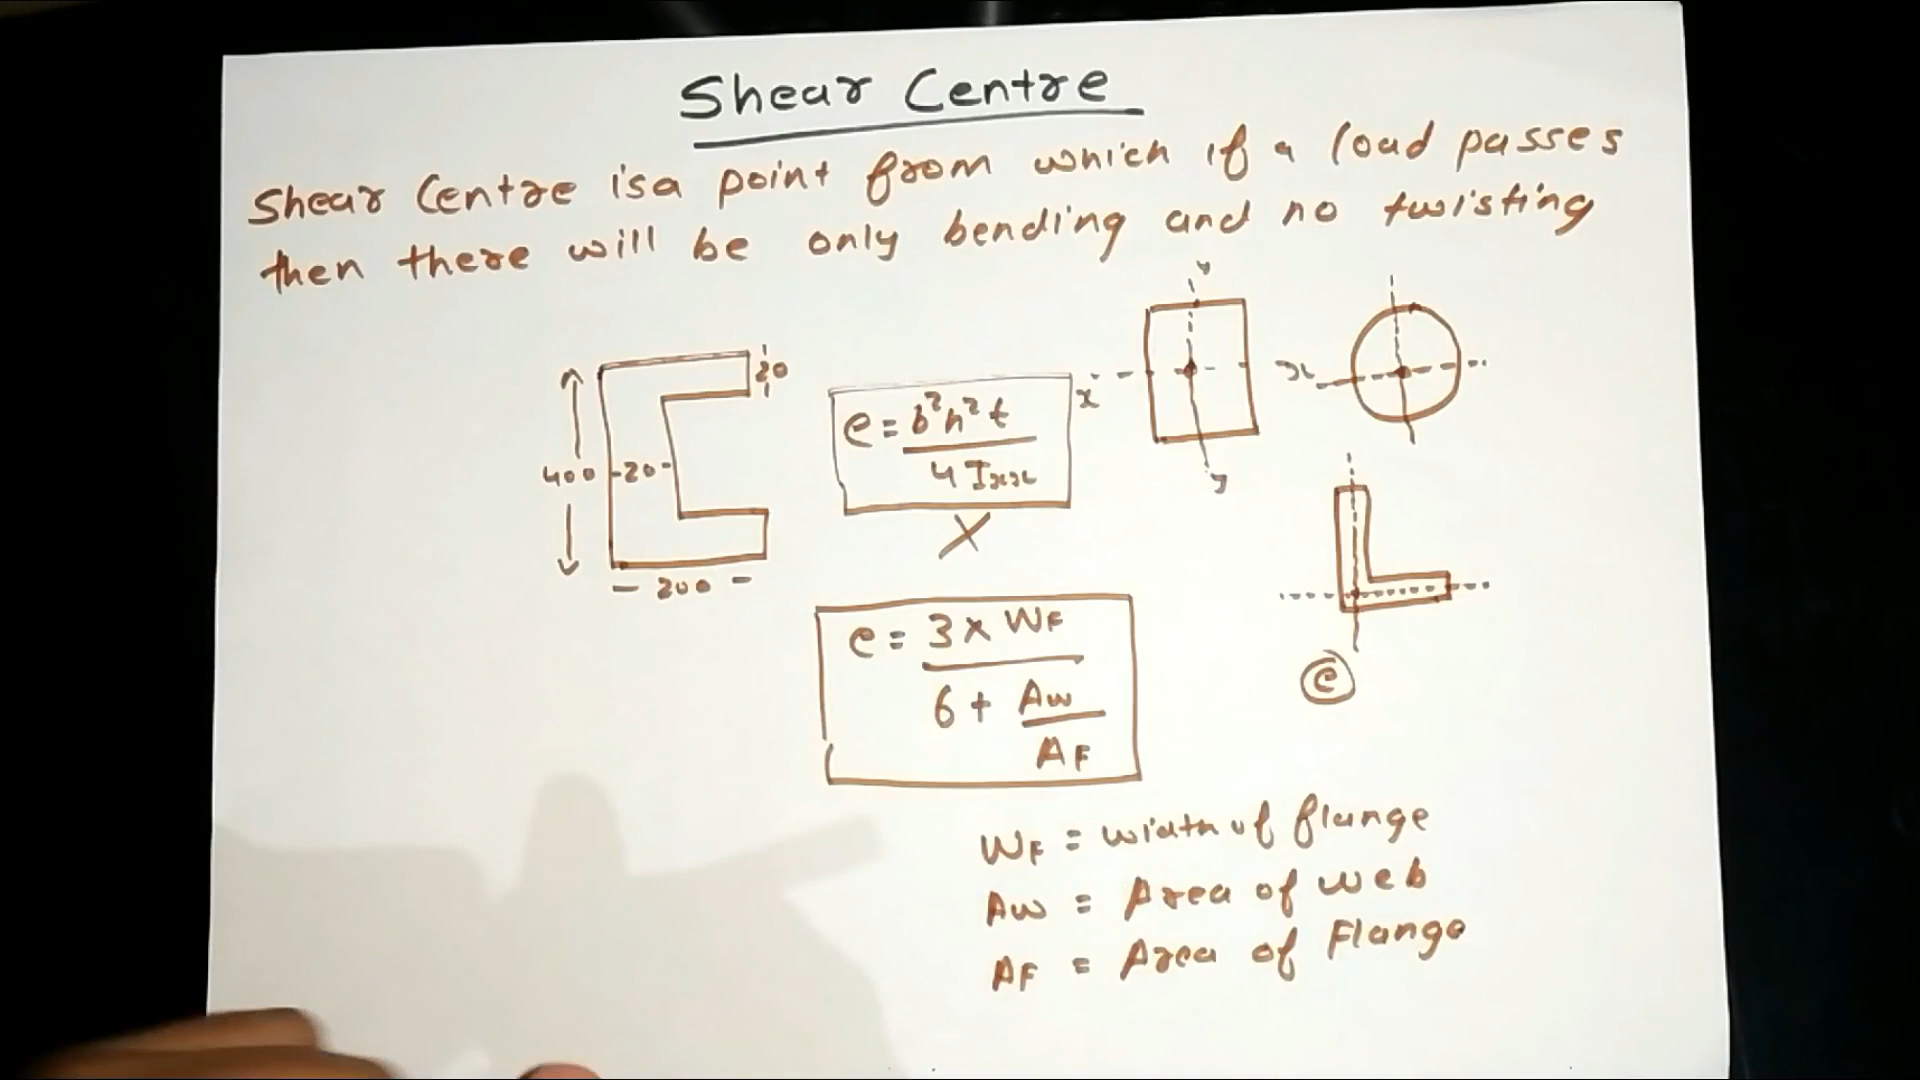 Shear Centre
Shear Centre is a point from which if a load passes
then there will be only bending and no twisting
20
400
20
200
e = b²h²t / 4Ixx
X
y
x
x
y
e = 3 x WF / 6 + Aw / AF
e
WF = width of flange
Aw = Area of web
AF = Area of Flange